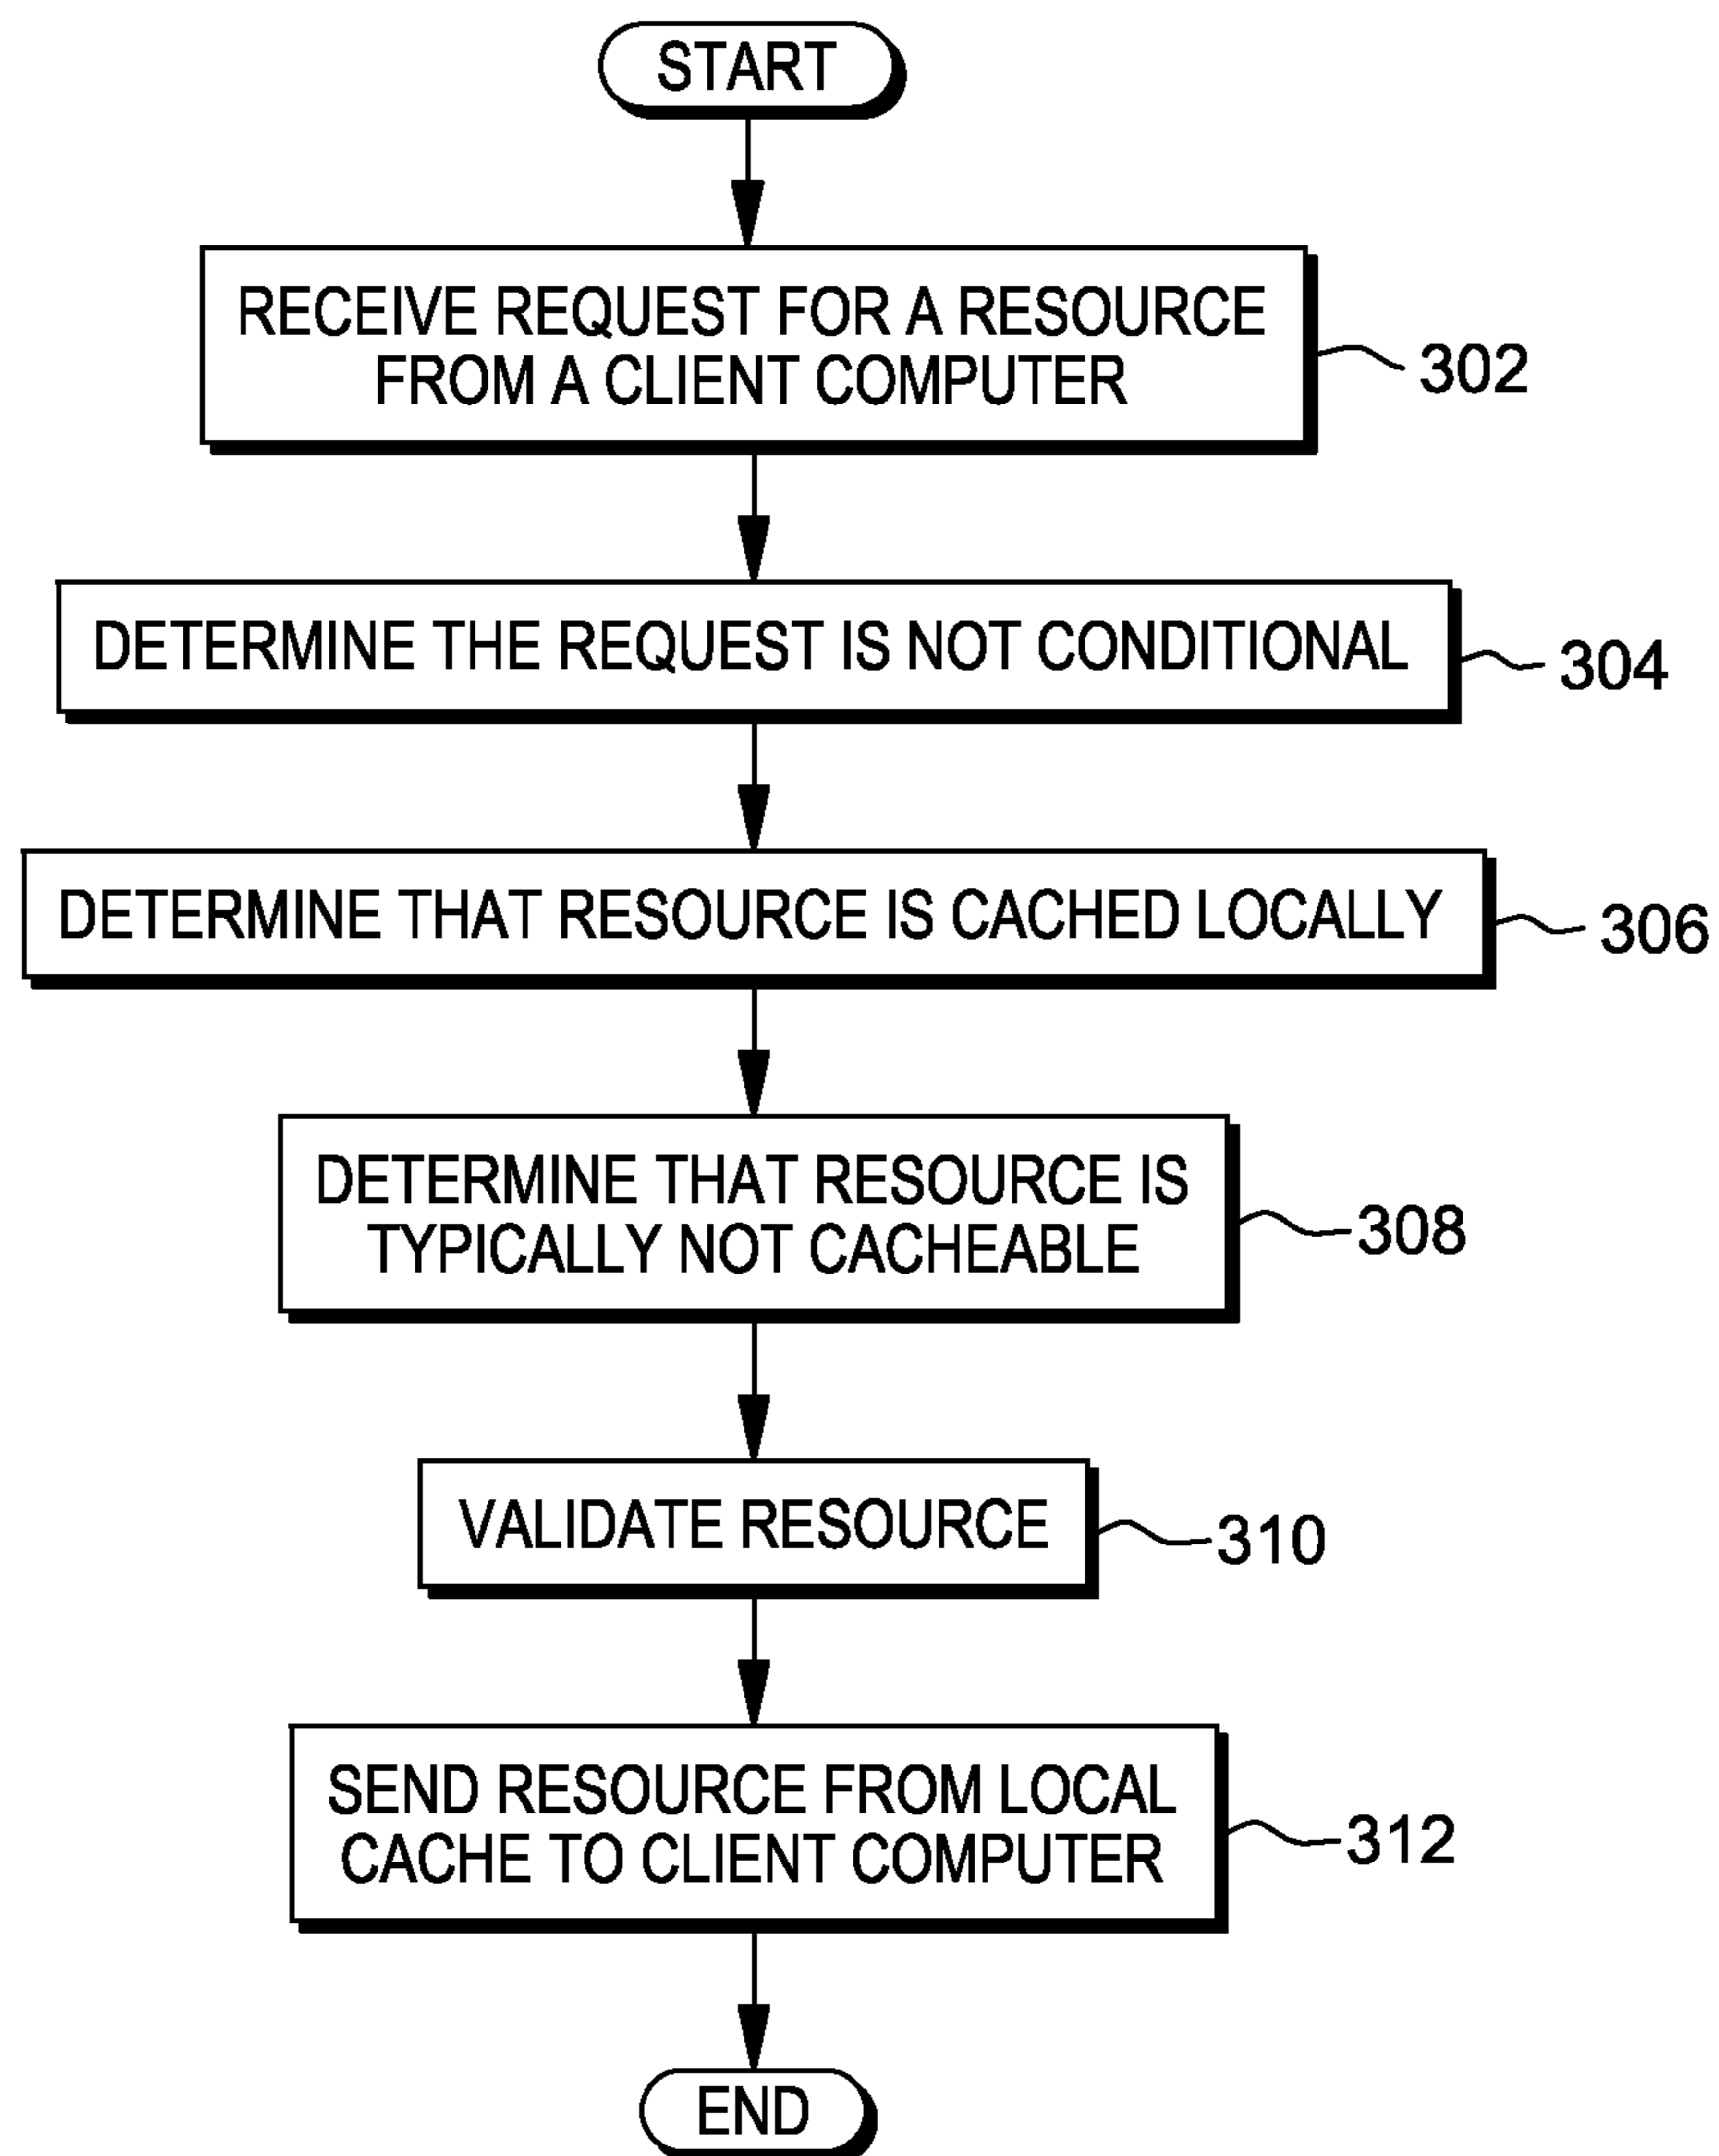 START
RECEIVE REQUEST FOR A RESOURCE
FROM A CLIENT COMPUTER
302
DETERMINE THE REQUEST IS NOT CONDITIONAL
304
DETERMINE THAT RESOURCE IS CACHED LOCALLY
306
DETERMINE THAT RESOURCE IS
TYPICALLY NOT CACHEABLE
308
VALIDATE RESOURCE
310
SEND RESOURCE FROM LOCAL
CACHE TO CLIENT COMPUTER
312
END